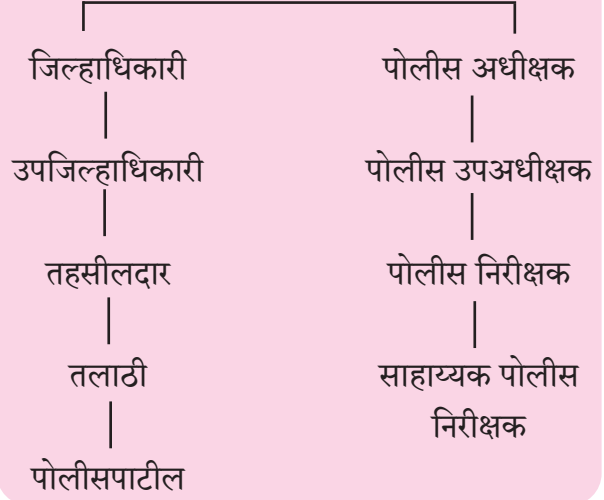 जिल्हाधिकारी
उपजिल्हाधिकारी
तहसीलदार
तलाठी
पोलीसपाटील
पोलीस अधीक्षक
पोलीस उपअधीक्षक
पोलीस निरीक्षक
साहाय्यक पोलीस
निरीक्षक